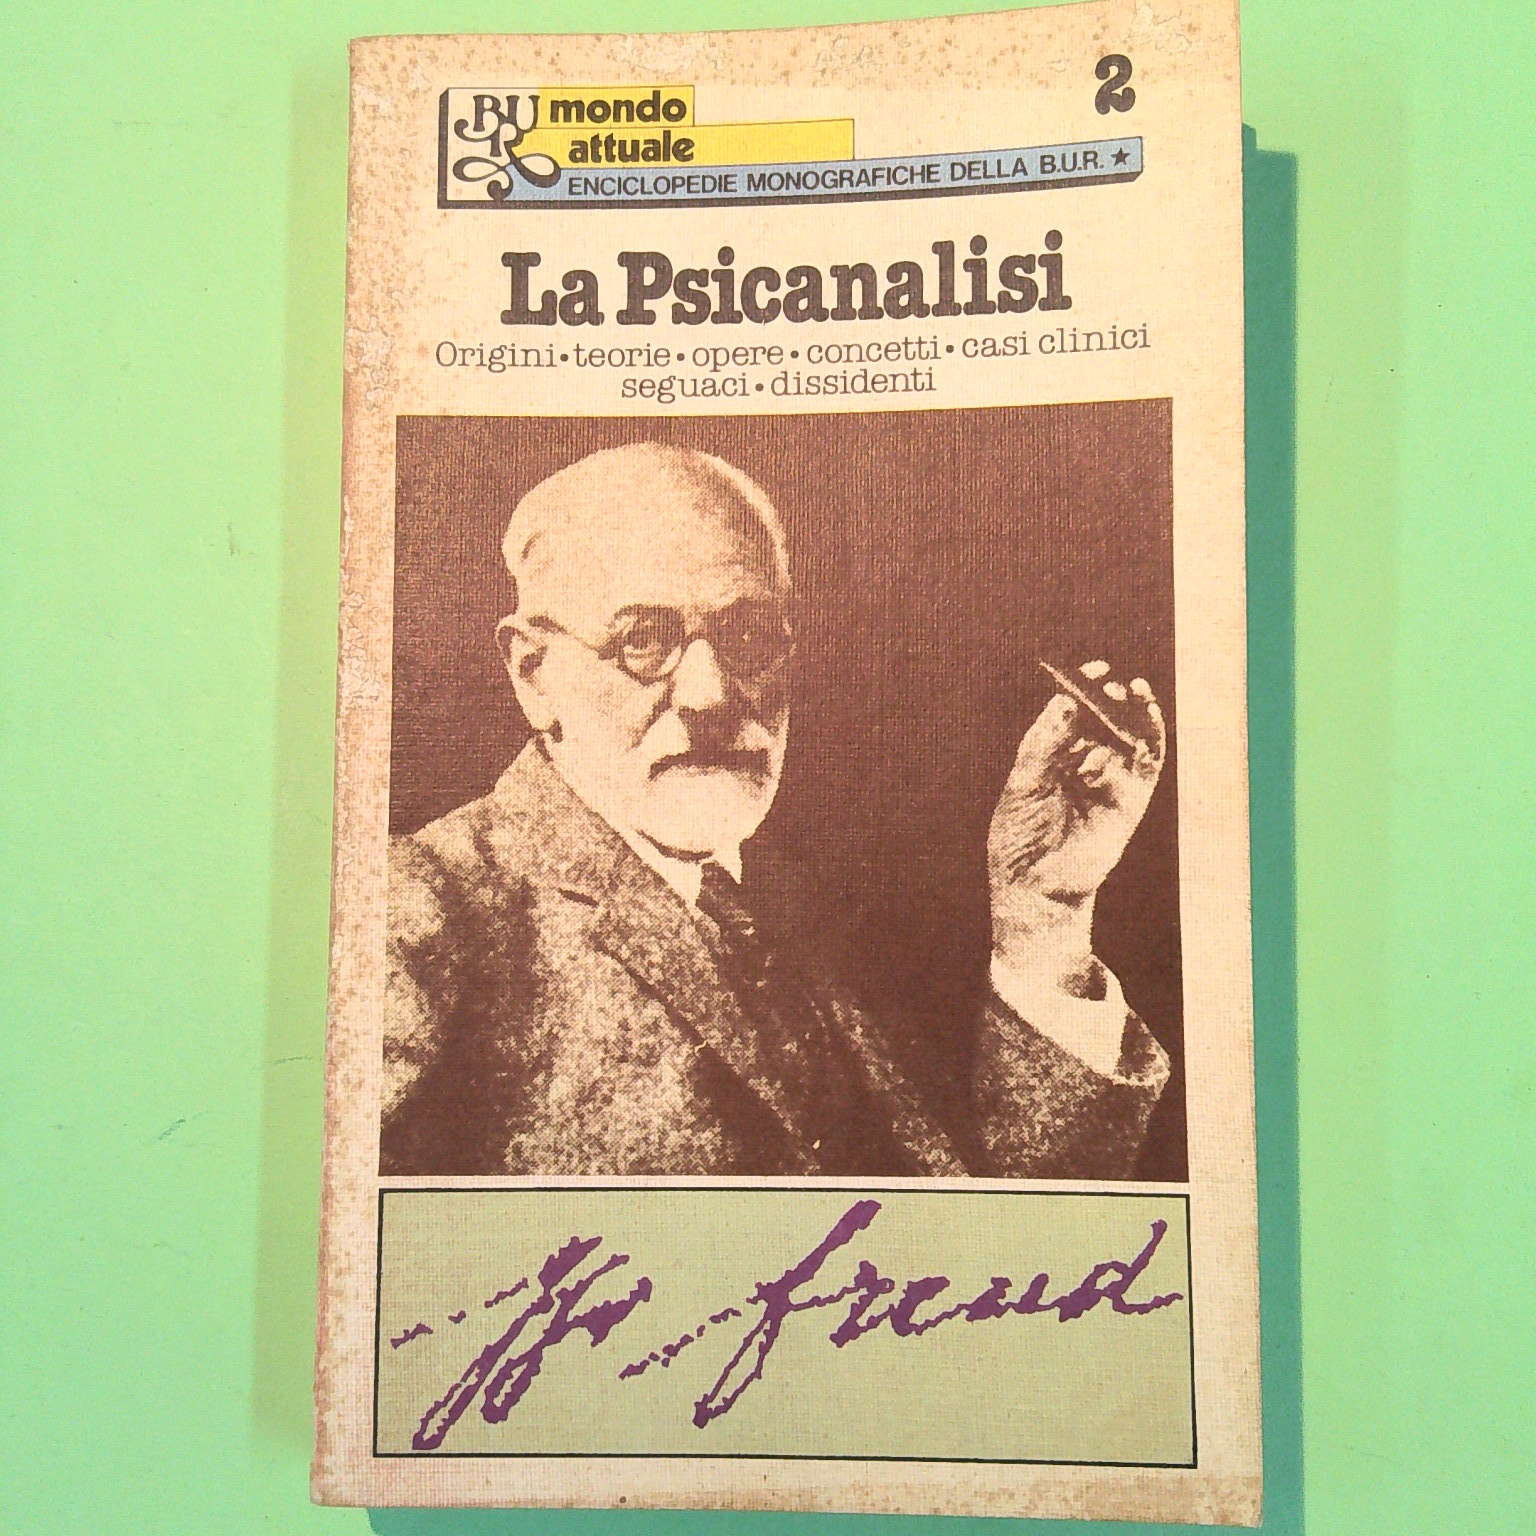 2
BUR
mondo
attuale
ENCICLOPEDIE MONOGRAFICHE DELLA B.U.R. ★
La Psicanalisi
Origini • teorie • opere • concetti • casi clinici
seguaci • dissidenti
freud